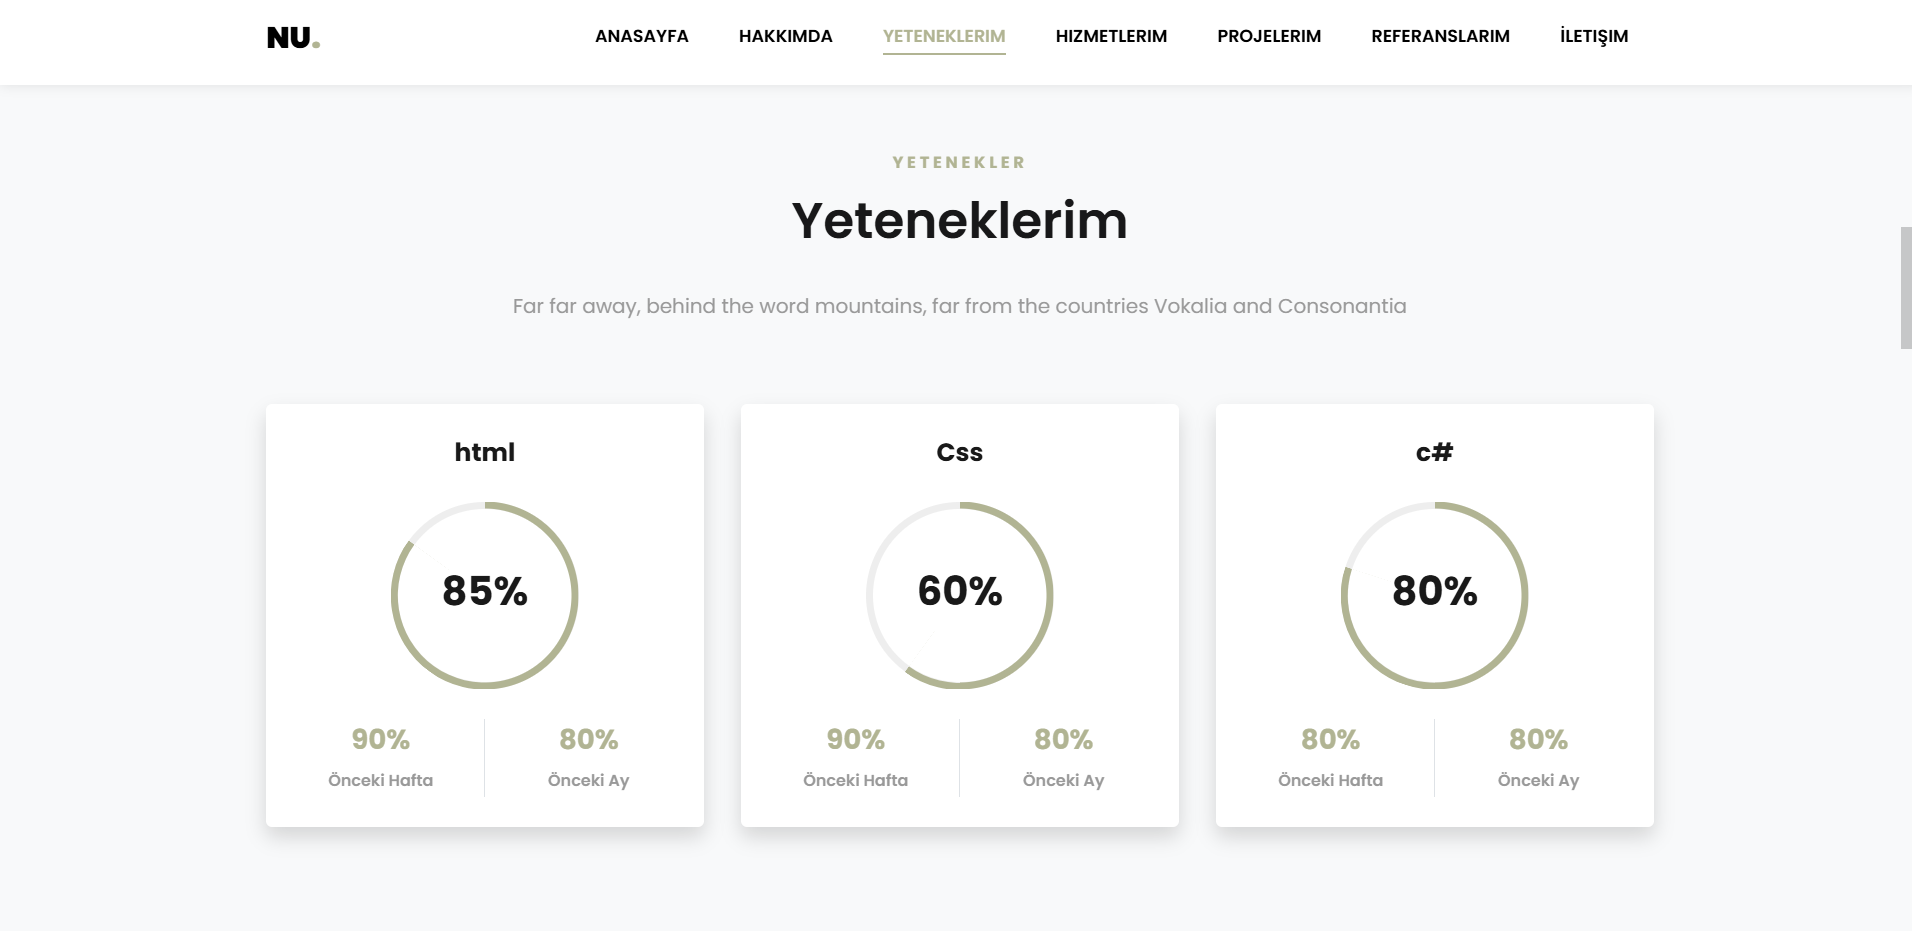 NU.
ANASAYFA HAKKIMDA YETENEKLERIM HIZMETLERIM PROJELERIM REFERANSLARIM İLETIŞIM
YETENEKLER
Yeteneklerim
Far far away, behind the word mountains, far from the countries Vokalia and Consonantia
html
85%
90% 80%
Önceki Hafta Önceki Ay
Css
60%
90% 80%
Önceki Hafta Önceki Ay
c#
80%
80% 80%
Önceki Hafta Önceki Ay